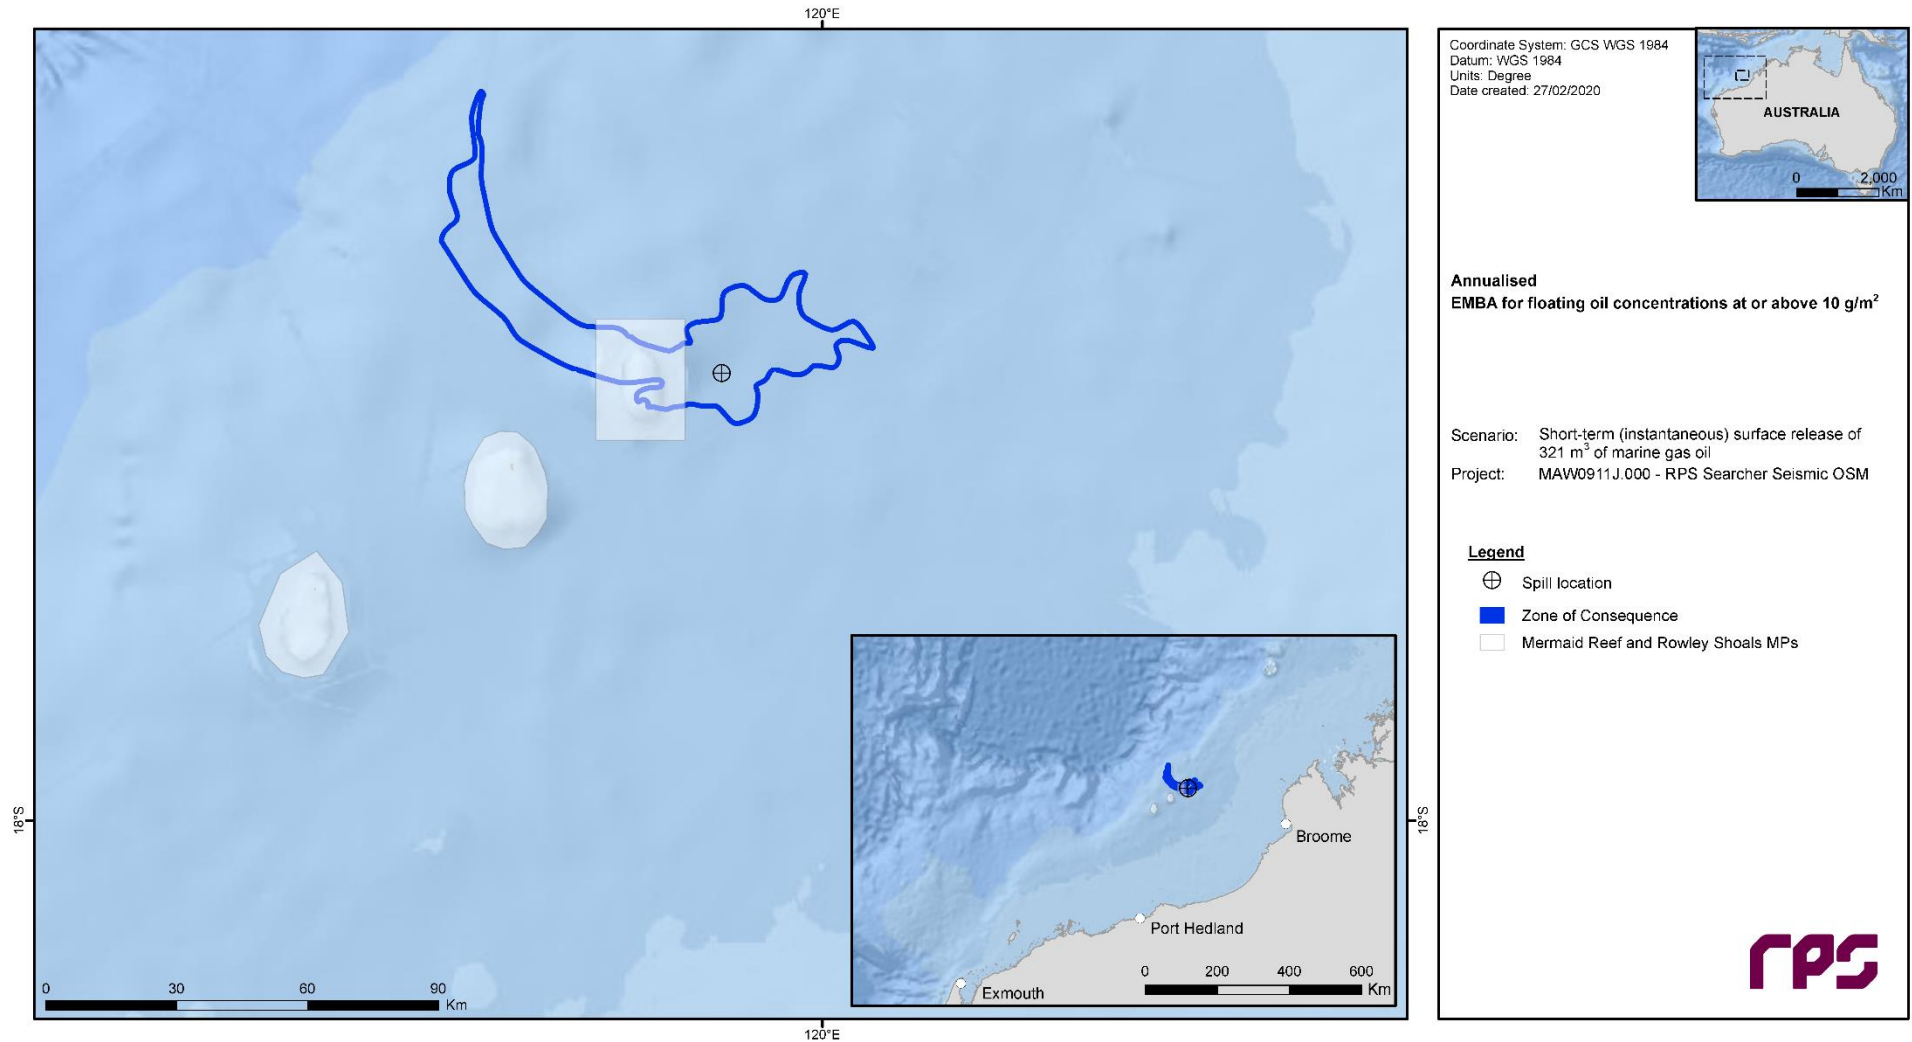 120°E
18°S
18°S
0 30 60 90
Km
120°E
Broome
Port Hedland
Exmouth
0 200 400 600
Km
Coordinate System: GCS WGS 1984
Datum: WGS 1984
Units: Degree
Date created: 27/02/2020
AUSTRALIA
0 2,000
Km
Annualised
EMBA for floating oil concentrations at or above 10 g/m²
Scenario: Short-term (instantaneous) surface release of
321 m³ of marine gas oil
Project: MAW0911J.000 - RPS Searcher Seismic OSM
Legend
Spill location
Zone of Consequence
Mermaid Reef and Rowley Shoals MPs
rps